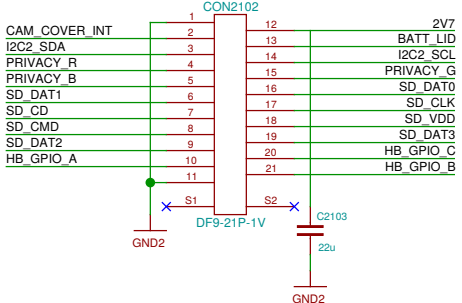 CON2102
1
12
2V7
CAM_COVER_INT
2
13
BATT_LID
I2C2_SDA
3
14
I2C2_SCL
PRIVACY_R
4
15
PRIVACY_G
PRIVACY_B
5
16
SD_DAT0
SD_DAT1
6
17
SD_CLK
SD_CD
7
18
SD_VDD
SD_CMD
8
19
SD_DAT3
SD_DAT2
9
20
HB_GPIO_C
HB_GPIO_A
10
21
HB_GPIO_B
11
S1
S2
DF9-21P-1V
C2103
22u
GND2
GND2